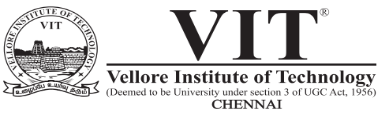 VELLORE INSTITUTE OF TECHNOLOGY
VIT
VIT®
Vellore Institute of Technology
(Deemed to be University under section 3 of UGC Act, 1956)
CHENNAI